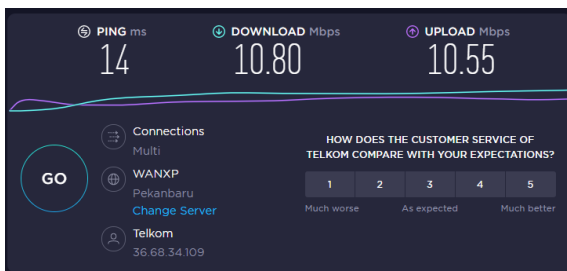 PING ms
14
DOWNLOAD Mbps
10.80
UPLOAD Mbps
10.55
GO
Connections
Multi
WANXP
Pekanbaru
Change Server
Telkom
36.68.34.109
HOW DOES THE CUSTOMER SERVICE OF
TELKOM COMPARE WITH YOUR EXPECTATIONS?
1 2 3 4 5
Much worse As expected Much better